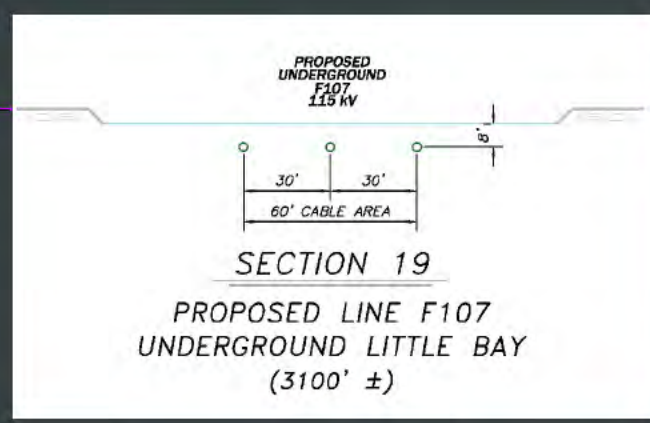 PROPOSED
UNDERGROUND
F107
115 kV
8'
30' 30'
60' CABLE AREA
SECTION 19
PROPOSED LINE F107
UNDERGROUND LITTLE BAY
(3100' ±)